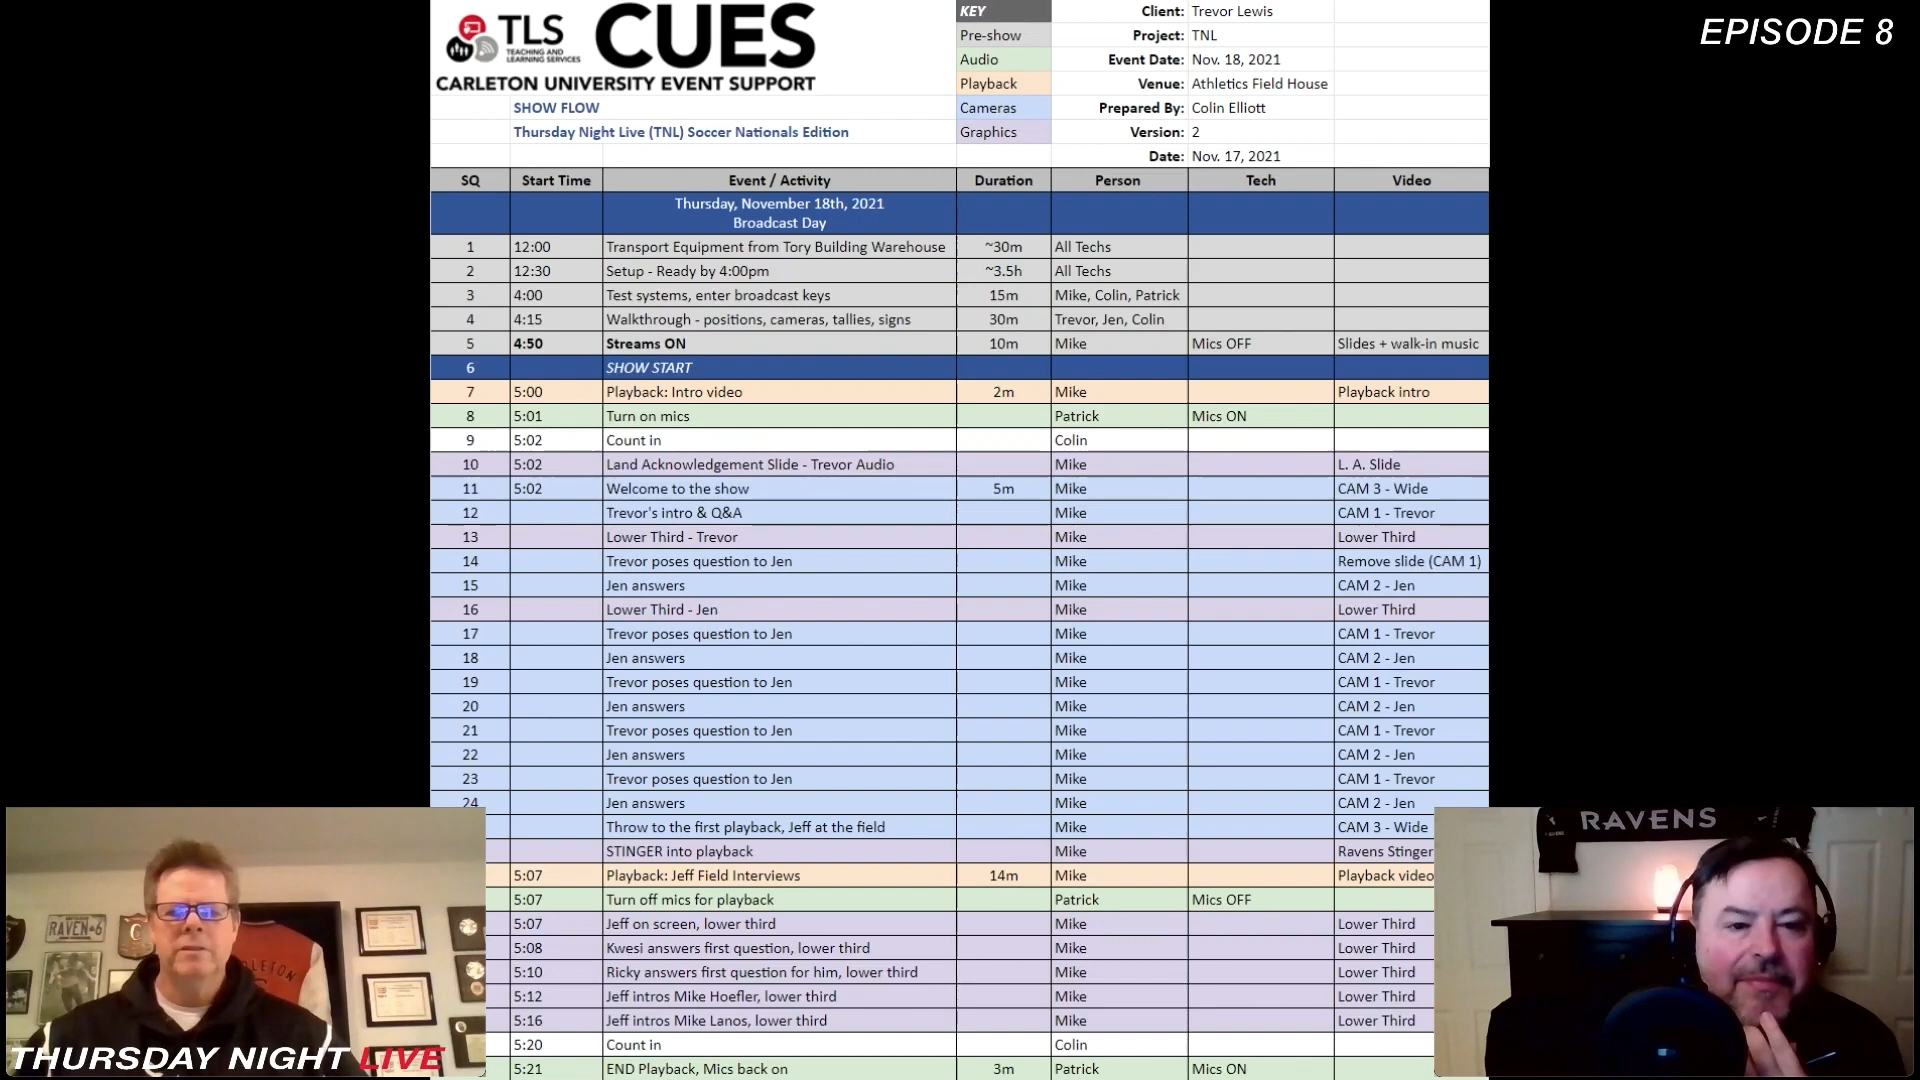 EPISODE 8
TLS
TEACHING AND
LEARNING SERVICES
CUES
CARLETON UNIVERSITY EVENT SUPPORT
SHOW FLOW
Thursday Night Live (TNL) Soccer Nationals Edition
KEY
Pre-show
Audio
Playback
Cameras
Graphics
Client: Trevor Lewis
Project: TNL
Event Date: Nov. 18, 2021
Venue: Athletics Field House
Prepared By: Colin Elliott
Version: 2
Date: Nov. 17, 2021
SQ Start Time Event / Activity Duration Person Tech Video
Thursday, November 18th, 2021
Broadcast Day
1 12:00 Transport Equipment from Tory Building Warehouse ~30m All Techs
2 12:30 Setup - Ready by 4:00pm ~3.5h All Techs
3 4:00 Test systems, enter broadcast keys 15m Mike, Colin, Patrick
4 4:15 Walkthrough - positions, cameras, tallies, signs 30m Trevor, Jen, Colin
5 4:50 Streams ON 10m Mike Mics OFF Slides + walk-in music
6 SHOW START
7 5:00 Playback: Intro video 2m Mike Playback intro
8 5:01 Turn on mics Patrick Mics ON
9 5:02 Count in Colin
10 5:02 Land Acknowledgement Slide - Trevor Audio Mike L. A. Slide
11 5:02 Welcome to the show 5m Mike CAM 3 - Wide
12 Trevor's intro & Q&A Mike CAM 1 - Trevor
13 Lower Third - Trevor Mike Lower Third
14 Trevor poses question to Jen Mike Remove slide (CAM 1)
15 Jen answers Mike CAM 2 - Jen
16 Lower Third - Jen Mike Lower Third
17 Trevor poses question to Jen Mike CAM 1 - Trevor
18 Jen answers Mike CAM 2 - Jen
19 Trevor poses question to Jen Mike CAM 1 - Trevor
20 Jen answers Mike CAM 2 - Jen
21 Trevor poses question to Jen Mike CAM 1 - Trevor
22 Jen answers Mike CAM 2 - Jen
23 Trevor poses question to Jen Mike CAM 1 - Trevor
24 Jen answers Mike CAM 2 - Jen
Throw to the first playback, Jeff at the field Mike CAM 3 - Wide
STINGER into playback Mike Ravens Stinger
5:07 Playback: Jeff Field Interviews 14m Mike Playback video
5:07 Turn off mics for playback Patrick Mics OFF
5:07 Jeff on screen, lower third Mike Lower Third
5:08 Kwesi answers first question, lower third Mike Lower Third
5:10 Ricky answers first question for him, lower third Mike Lower Third
5:12 Jeff intros Mike Hoefler, lower third Mike Lower Third
5:16 Jeff intros Mike Lanos, lower third Mike Lower Third
5:20 Count in Colin
5:21 END Playback, Mics back on 3m Patrick Mics ON
RAVEN 6
THURSDAY NIGHT LIVE
RAVENS